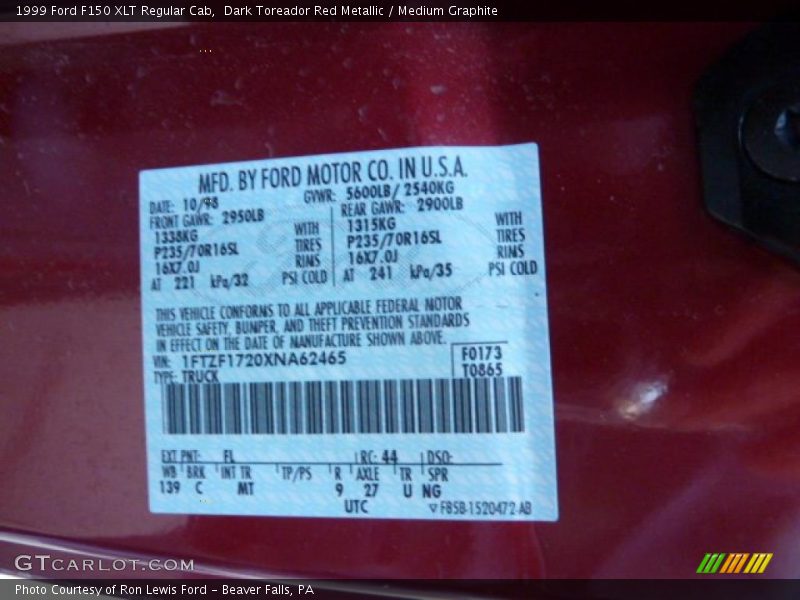 1999 Ford F150 XLT Regular Cab,  Dark Toreador Red Metallic / Medium Graphite
MFD. BY FORD MOTOR CO. IN U.S.A.
DATE: 10/98 GVWR: 5600LB/ 2540KG
FRONT GAWR: 2950LB REAR GAWR: 2900LB
1338KG WITH 1315KG WITH
P235/70R16SL TIRES P235/70R16SL TIRES
16X7.0J RIMS 16X7.0J RIMS
AT 221 kPa/32 PSI COLD AT 241 kPa/35 PSI COLD
THIS VEHICLE CONFORMS TO ALL APPLICABLE FEDERAL MOTOR
VEHICLE SAFETY, BUMPER, AND THEFT PREVENTION STANDARDS
IN EFFECT ON THE DATE OF MANUFACTURE SHOWN ABOVE.
VIN: 1FTZF1720XNA62465 F0173
TYPE: TRUCK T0865
EXT PNT: FL RC: 44 DSO:
WB BRK INT TR TP/PS R AXLE TR SPR
139 C MT 9 27 U NG
UTC ▽F85B-1520472-AB
GTCARLOT.COM
Photo Courtesy of Ron Lewis Ford - Beaver Falls, PA